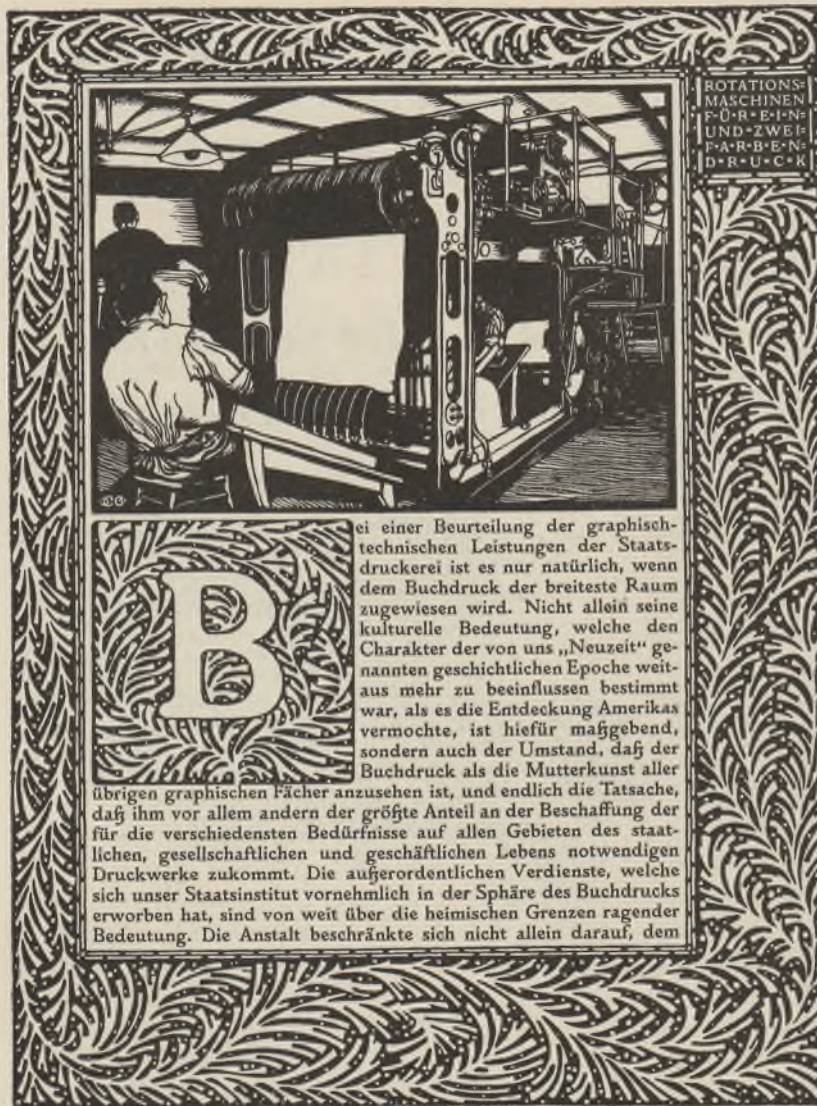 ROTATIONS=
MASCHINEN
F·Ü·R·E·I·N=
UND·ZWEI=
F·A·R·B·E·N=
D·R·U·C·K
Bei einer Beurteilung der graphisch-
technischen Leistungen der Staats-
druckerei ist es nur natürlich, wenn
dem Buchdruck der breiteste Raum
zugewiesen wird. Nicht allein seine
kulturelle Bedeutung, welche den
Charakter der von uns „Neuzeit“ ge-
nannten geschichtlichen Epoche weit-
aus mehr zu beeinflussen bestimmt
war, als es die Entdeckung Amerikas
vermochte, ist hiefür maßgebend,
sondern auch der Umstand, daß der
Buchdruck als die Mutterkunst aller
übrigen graphischen Fächer anzusehen ist, und endlich die Tatsache,
daß ihm vor allem andern der größte Anteil an der Beschaffung der
für die verschiedensten Bedürfnisse auf allen Gebieten des staat-
lichen, gesellschaftlichen und geschäftlichen Lebens notwendigen
Druckwerke zukommt. Die außerordentlichen Verdienste, welche
sich unser Staatsinstitut vornehmlich in der Sphäre des Buchdrucks
erworben hat, sind von weit über die heimischen Grenzen ragender
Bedeutung. Die Anstalt beschränkte sich nicht allein darauf, dem